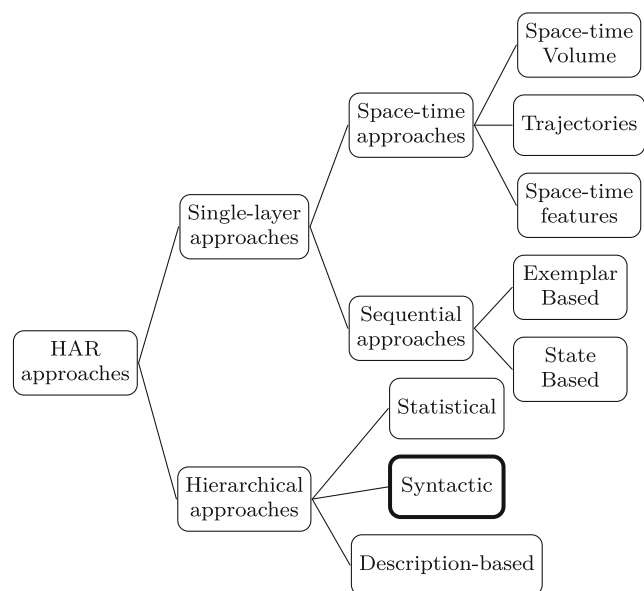 Space-time
Volume
Space-time
approaches
Trajectories
Single-layer
approaches
Space-time
features
Exemplar
Based
Sequential
approaches
HAR
approaches
State
Based
Statistical
Hierarchical
approaches
Syntactic
Description-based